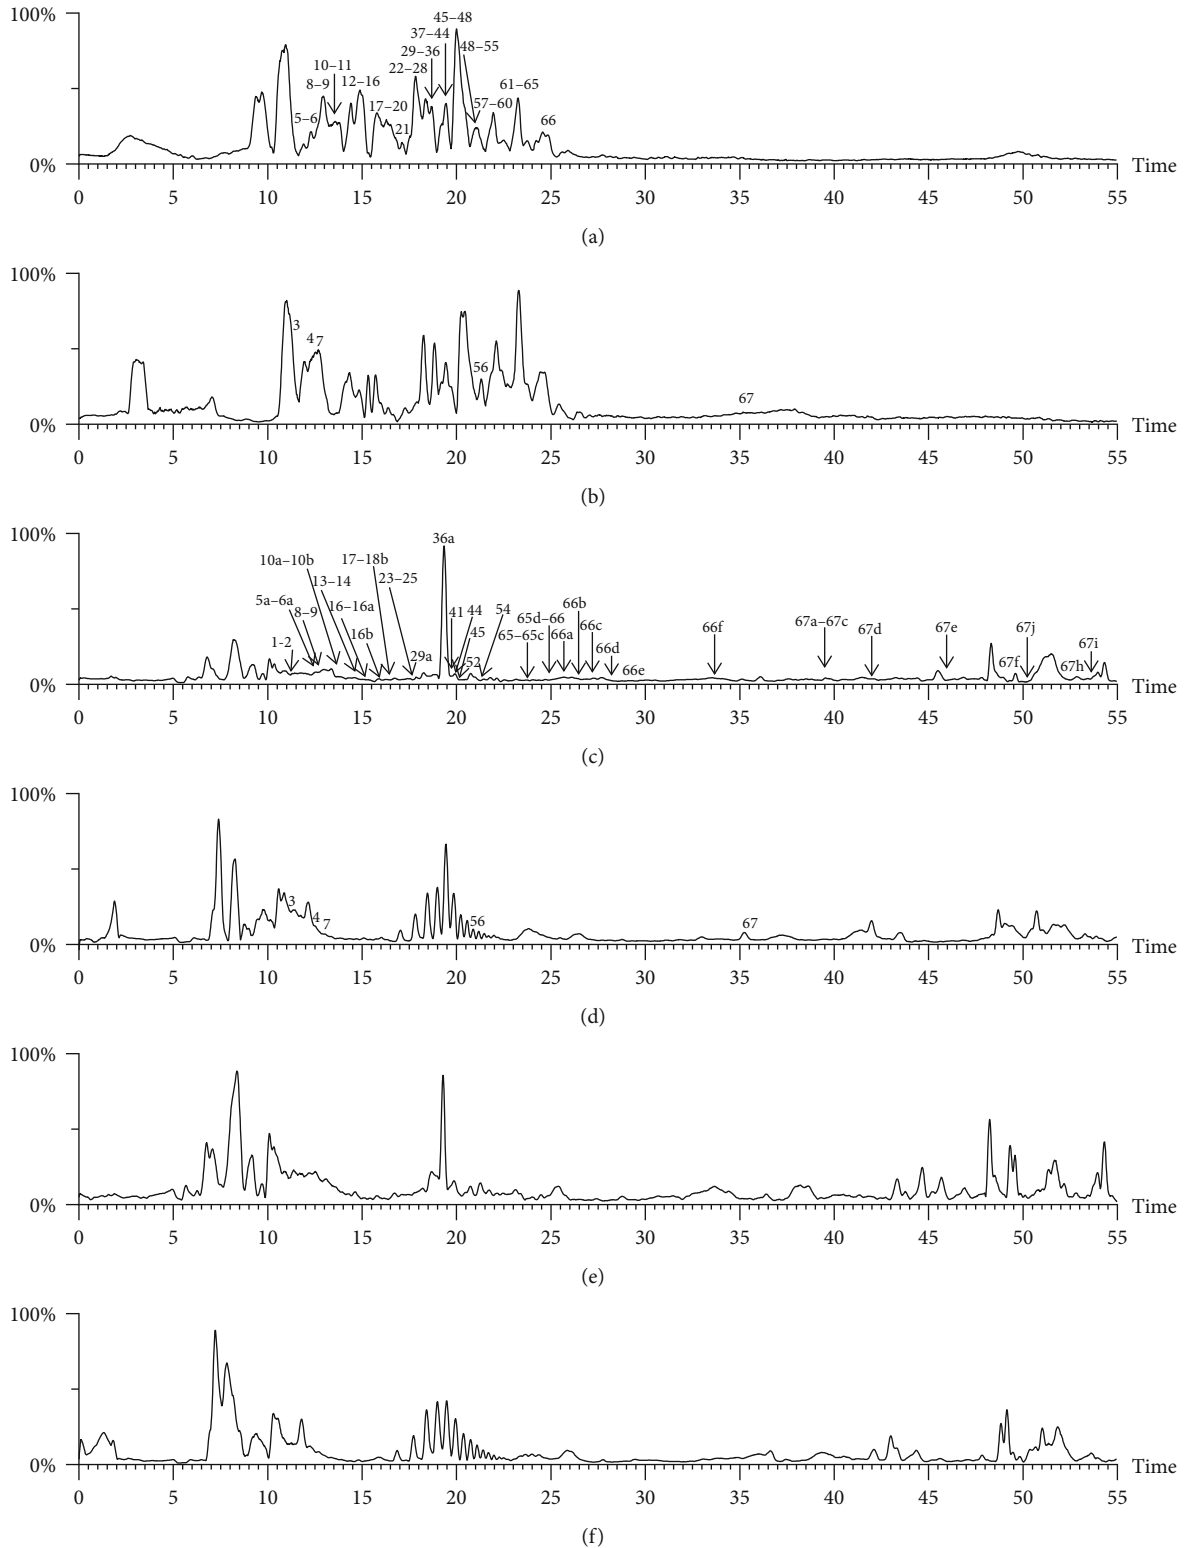 100%
45–48
37–44
29–36
48–55
10–11
22–28
8–9
12–16
61–65
5–6
17–20
57–60
21
66
0%
Time
0 5 10 15 20 25 30 35 40 45 50 55
(a)
100%
3
4 7
56
67
0%
Time
0 5 10 15 20 25 30 35 40 45 50 55
(b)
100%
36a
10a–10b
17–18b
13–14
23–25
5a–6a
8–9
16–16a
41
44
54
65d–66
66b
67a–67c
1-2
16b
45
65–65c
66a
66c
66f
67d
67e
67j
29a
52
66d
66e
67f
67h
67i
0%
Time
0 5 10 15 20 25 30 35 40 45 50 55
(c)
100%
3
4
7
56
67
0%
Time
0 5 10 15 20 25 30 35 40 45 50 55
(d)
100%
0%
Time
0 5 10 15 20 25 30 35 40 45 50 55
(e)
100%
0%
Time
0 5 10 15 20 25 30 35 40 45 50 55
(f)